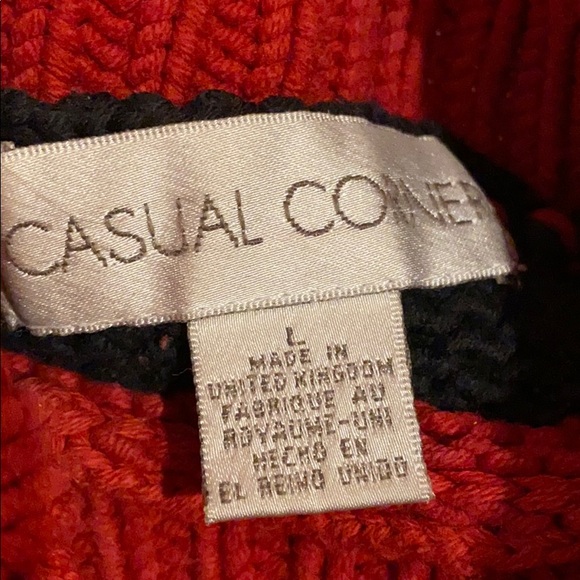 CASUAL CORNER
L
MADE IN
UNITED KINGDOM
FABRIQUE AU
ROYAUME-UNI
HECHO EN
EL REINO UNIDO